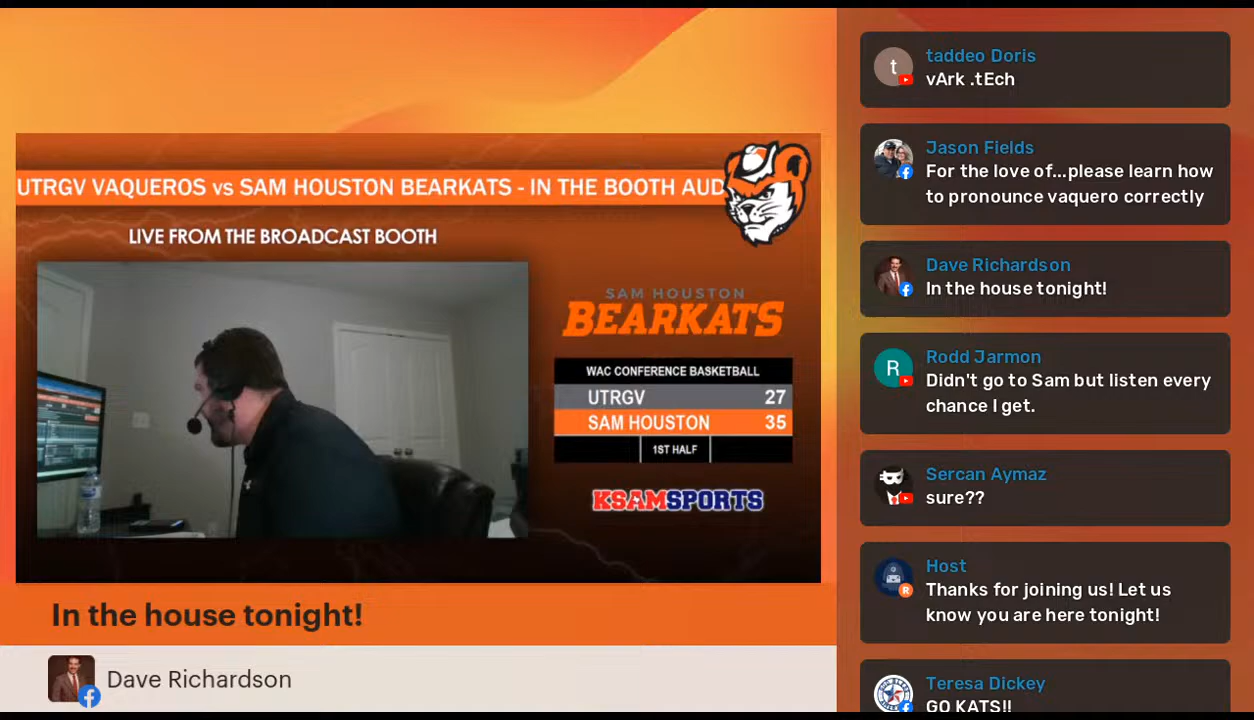 UTRGV VAQUEROS vs SAM HOUSTON BEARKATS - IN THE BOOTH AUD
LIVE FROM THE BROADCAST BOOTH
SAM HOUSTON
BEARKATS
WAC CONFERENCE BASKETBALL
UTRGV 27
SAM HOUSTON 35
1ST HALF
KSAMSPORTS
In the house tonight!
Dave Richardson
t
taddeo Doris
vArk .tEch
Jason Fields
For the love of...please learn how
to pronounce vaquero correctly
Dave Richardson
In the house tonight!
R
Rodd Jarmon
Didn't go to Sam but listen every
chance I get.
Sercan Aymaz
sure??
Host
R
Thanks for joining us! Let us
know you are here tonight!
Teresa Dickey
GO KATS!!